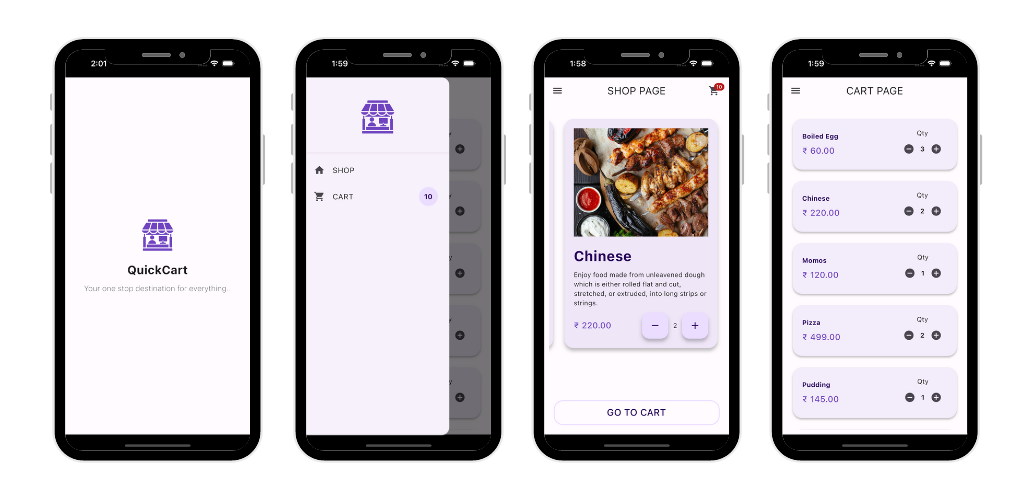 2:01
QuickCart
Your one stop destination for everything.
1:59
SHOP
CART 10
y
y
y
y
y
1:58
SHOP PAGE
10
Chinese
Enjoy food made from unleavened dough
which is either rolled flat and cut,
stretched, or extruded, into long strips or
strings.
₹ 220.00
2
GO TO CART
1:59
CART PAGE
Boiled Egg Qty
₹ 60.00 3
Chinese Qty
₹ 220.00 2
Momos Qty
₹ 120.00 1
Pizza Qty
₹ 499.00 2
Pudding Qty
₹ 145.00 1